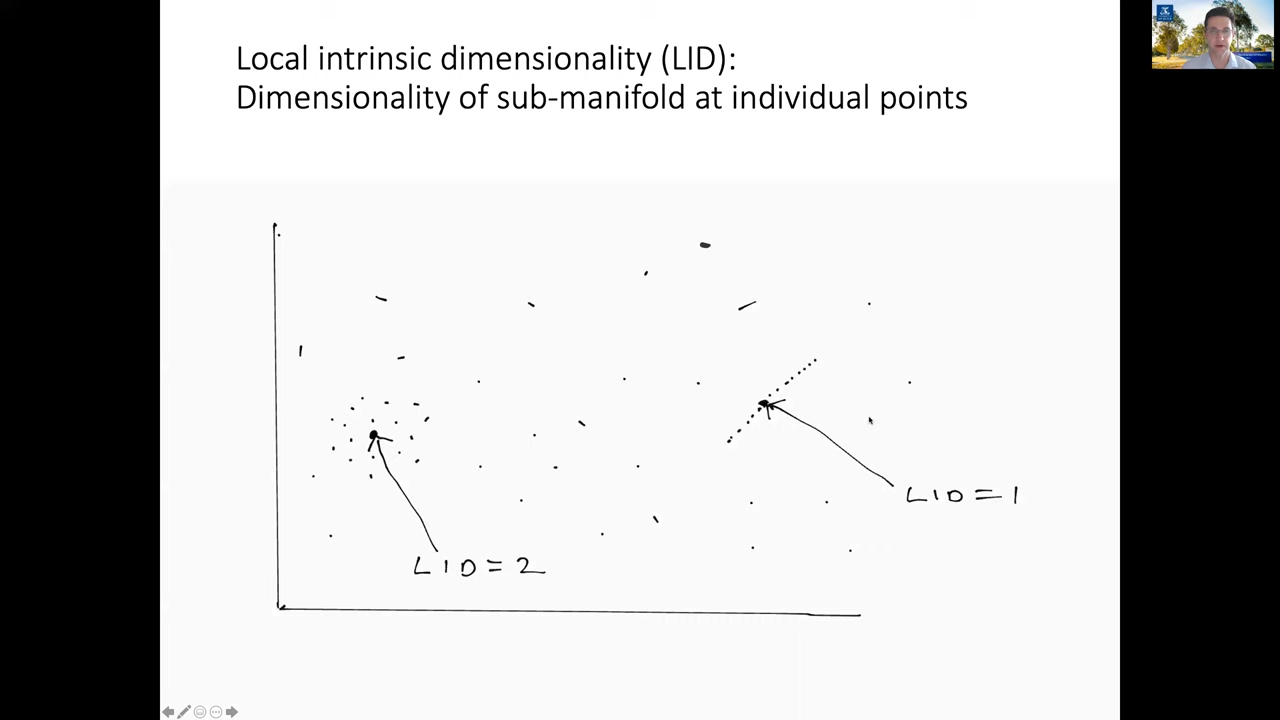 Local intrinsic dimensionality (LID):
Dimensionality of sub-manifold at individual points
LID = 1
LID = 2